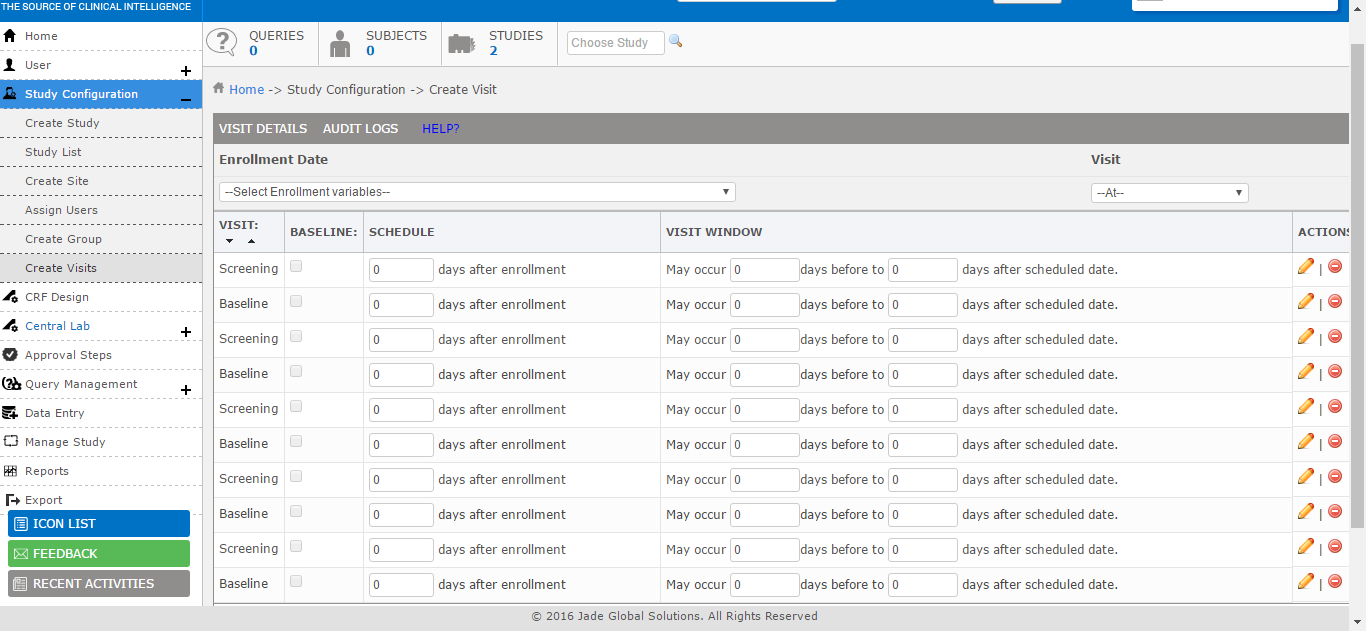 THE SOURCE OF CLINICAL INTELLIGENCE
Home
User
Study Configuration
Create Study
Study List
Create Site
Assign Users
Create Group
Create Visits
CRF Design
Central Lab
Approval Steps
Query Management
Data Entry
Manage Study
Reports
Export
ICON LIST
FEEDBACK
RECENT ACTIVITIES
QUERIES
0
SUBJECTS
0
STUDIES
2
Choose Study
Home -> Study Configuration -> Create Visit
VISIT DETAILS AUDIT LOGS HELP?
Enrollment Date Visit
--Select Enrollment variables-- --At--
VISIT: BASELINE: SCHEDULE VISIT WINDOW ACTIONS
Screening 0 days after enrollment May occur 0 days before to 0 days after scheduled date. |
Baseline 0 days after enrollment May occur 0 days before to 0 days after scheduled date. |
Screening 0 days after enrollment May occur 0 days before to 0 days after scheduled date. |
Baseline 0 days after enrollment May occur 0 days before to 0 days after scheduled date. |
Screening 0 days after enrollment May occur 0 days before to 0 days after scheduled date. |
Baseline 0 days after enrollment May occur 0 days before to 0 days after scheduled date. |
Screening 0 days after enrollment May occur 0 days before to 0 days after scheduled date. |
Baseline 0 days after enrollment May occur 0 days before to 0 days after scheduled date. |
Screening 0 days after enrollment May occur 0 days before to 0 days after scheduled date. |
Baseline 0 days after enrollment May occur 0 days before to 0 days after scheduled date. |
© 2016 Jade Global Solutions. All Rights Reserved